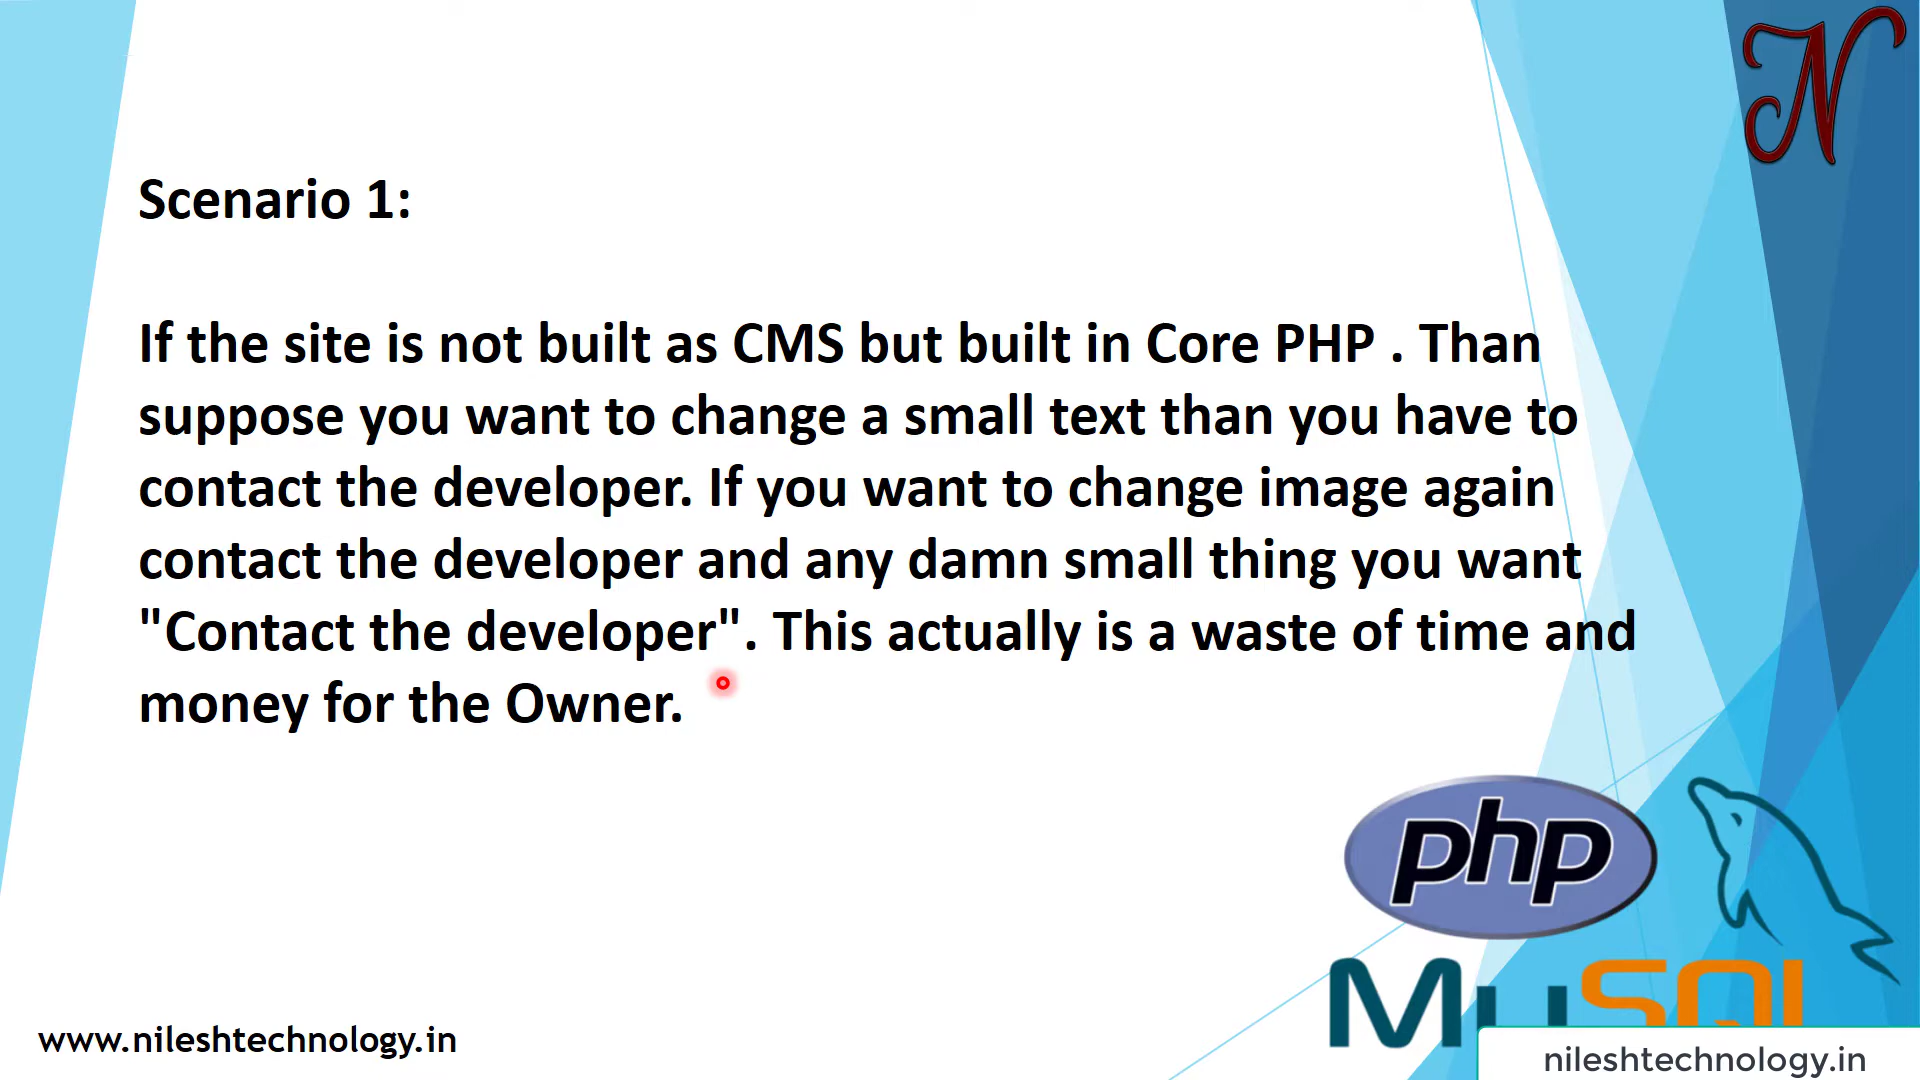 N
Scenario 1:
If the site is not built as CMS but built in Core PHP . Than
suppose you want to change a small text than you have to
contact the developer. If you want to change image again
contact the developer and any damn small thing you want
"Contact the developer". This actually is a waste of time and
money for the Owner.
php
MySQL
www.nileshtechnology.in
nileshtechnology.in